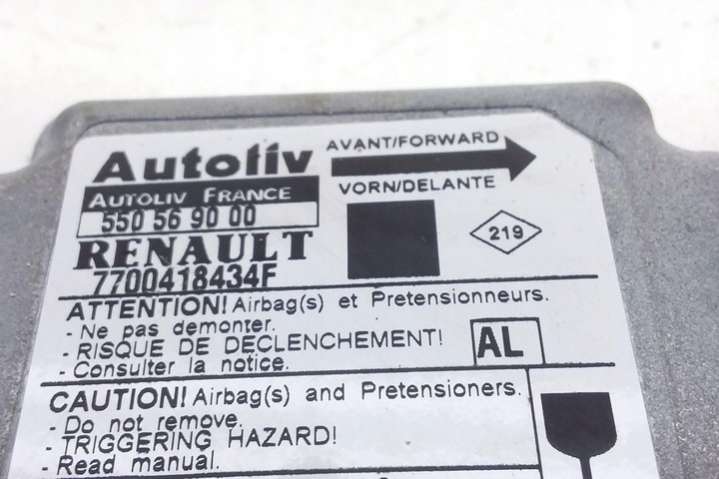 Autoliv
AVANT/FORWARD
AUTOLIV FRANCE
VORN/DELANTE
550 56 90 00
219
RENAULT
7700418434F
ATTENTION! Airbag(s) et Pretensionneurs.
- Ne pas demonter.
- RISQUE DE DECLENCHEMENT!
- Consulter la notice.
AL
CAUTION! Airbag(s) and Pretensioners.
- Do not remove.
- TRIGGERING HAZARD!
- Read manual.